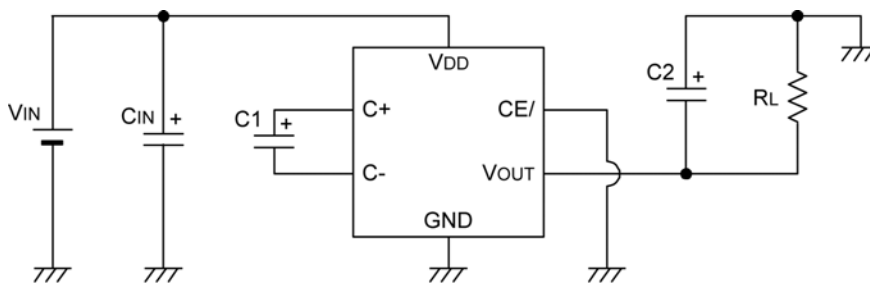 VIN
CIN +
C1 +
VDD
C+
C-
CE/
VOUT
GND
C2 +
RL